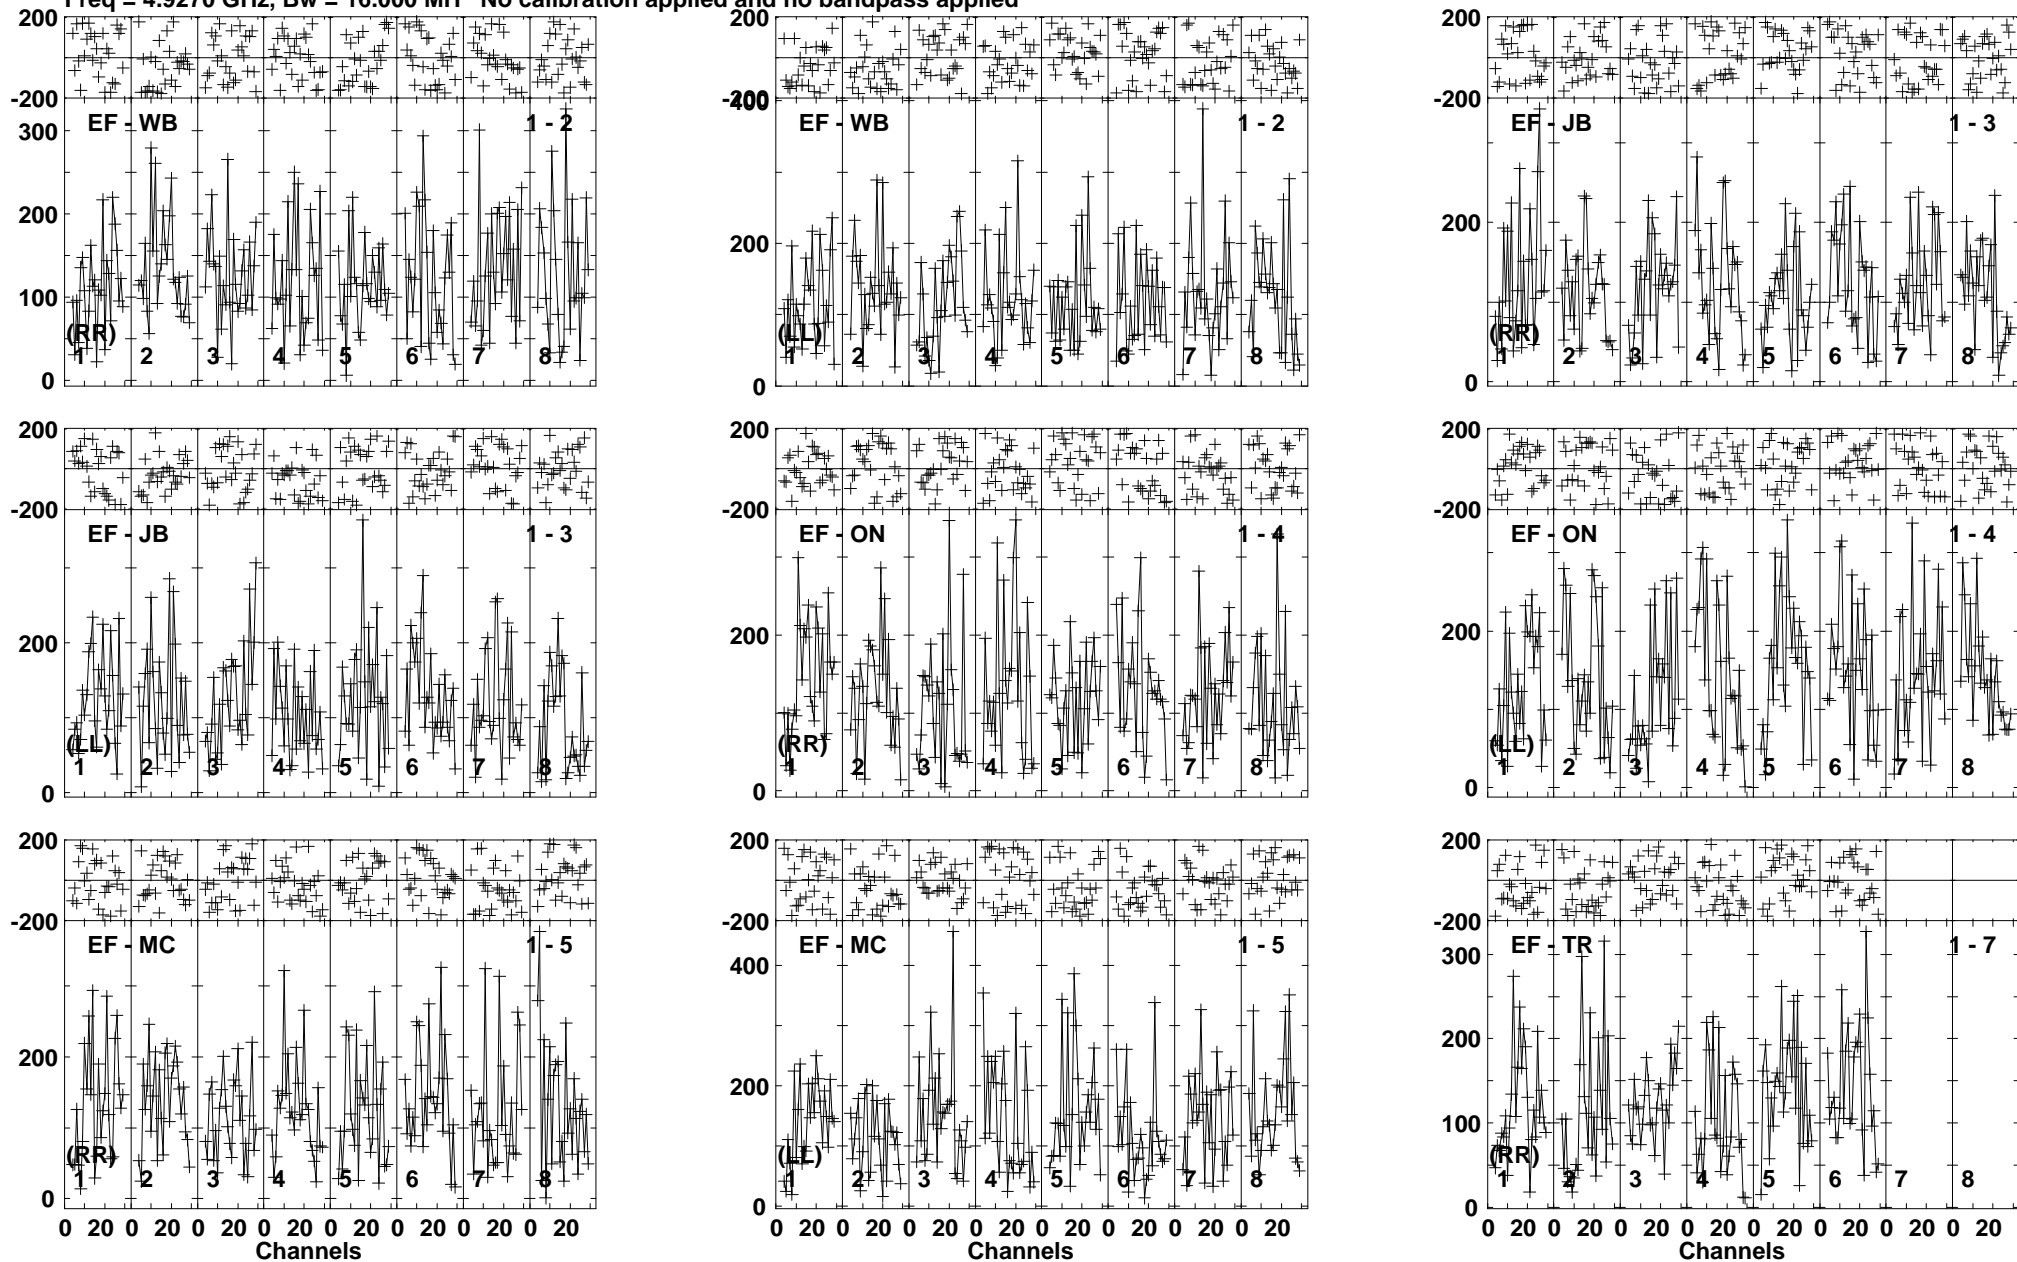 Freq = 4.9270 GHz, Bw = 16.000 MH No calibration applied and no bandpass applied
200 200 200
-200 -200 -200
400
EF - WB 1 - 2 EF - WB 1 - 2 EF - JB 1 - 3
300
200 200 200
100
(RR) (LL) (RR)
1 2 3 4 5 6 7 8 1 2 3 4 5 6 7 8 1 2 3 4 5 6 7 8
0 0 0
200 200 200
-200 -200 -200
EF - JB 1 - 3 EF - ON 1 - 4 EF - ON 1 - 4
200 200 200
(LL) (RR) (LL)
1 2 3 4 5 6 7 8 1 2 3 4 5 6 7 8 1 2 3 4 5 6 7 8
0 0 0
200 200 200
-200 -200 -200
EF - MC 1 - 5 EF - MC 1 - 5 EF - TR 1 - 7
400 300
200 200 200
100
(RR) (LL) (RR)
1 2 3 4 5 6 7 8 1 2 3 4 5 6 7 8 1 2 3 4 5 6 7 8
0 0 0
0 20 0 20 0 20 0 20 0 20 0 20 0 20 0 20 0 20 0 20 0 20 0 20 0 20 0 20 0 20 0 20 0 20 0 20 0 20 0 20 0 20 0 20 0 20 0 20
Channels Channels Channels